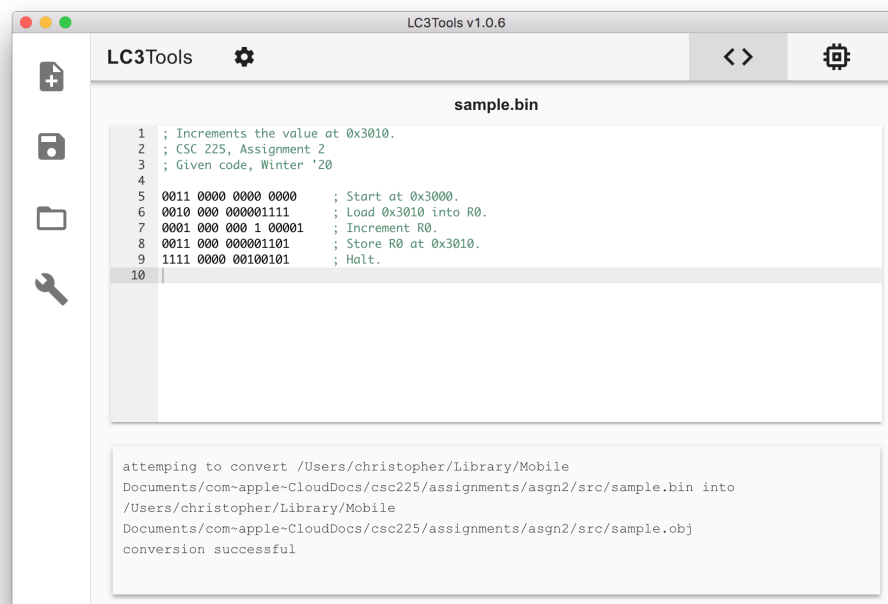 LC3Tools v1.0.6
LC3Tools
sample.bin
1 ; Increments the value at 0x3010.
2 ; CSC 225, Assignment 2
3 ; Given code, Winter '20
4
5 0011 0000 0000 0000 ; Start at 0x3000.
6 0010 000 000001111 ; Load 0x3010 into R0.
7 0001 000 000 1 00001 ; Increment R0.
8 0011 000 000001101 ; Store R0 at 0x3010.
9 1111 0000 00100101 ; Halt.
10
attemping to convert /Users/christopher/Library/Mobile
Documents/com~apple~CloudDocs/csc225/assignments/asgn2/src/sample.bin into
/Users/christopher/Library/Mobile
Documents/com~apple~CloudDocs/csc225/assignments/asgn2/src/sample.obj
conversion successful